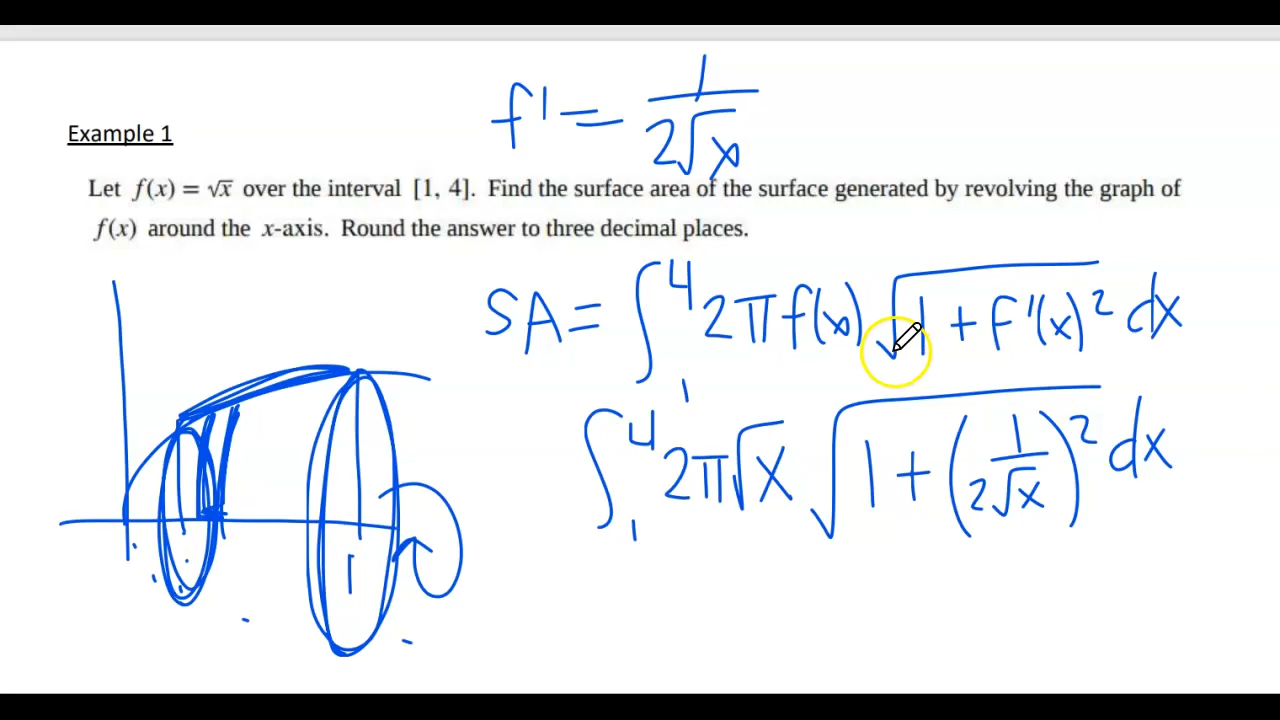 f' = 1/(2√x)
Example 1
Let f(x) = √x over the interval [1, 4]. Find the surface area of the surface generated by revolving the graph of
f(x) around the x-axis. Round the answer to three decimal places.
SA = ∫₁⁴ 2π f(x) √(1 + f'(x)²) dx
∫₁⁴ 2π√x √(1 + (1/(2√x))²) dx